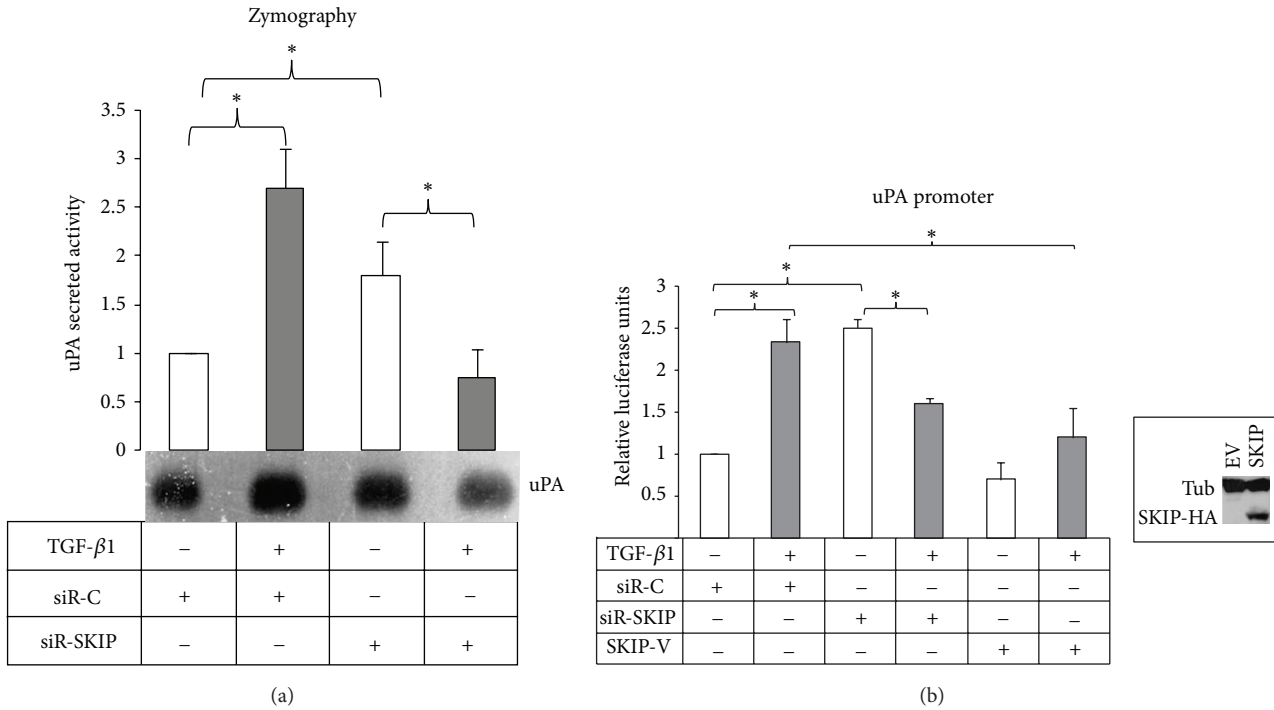 Zymography
*
*
*
3.5
3
2.5
2
1.5
1
0.5
0
uPA secreted activity
uPA
TGF-β1 − + − +
siR-C + + − −
siR-SKIP − − + +
(a)
uPA promoter
*
*
*
*
3
2.5
2
1.5
1
0.5
Relative luciferase units
TGF-β1 − + − + − +
siR-C + + − − − −
siR-SKIP − − + + − −
SKIP-V − − − − + +
(b)
EV
SKIP
Tub
SKIP-HA